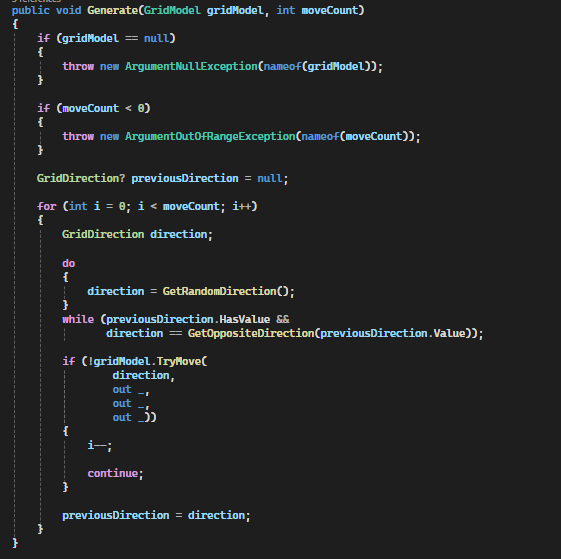 public void Generate(GridModel gridModel, int moveCount)
{
if (gridModel == null)
{
throw new ArgumentNullException(nameof(gridModel));
}
if (moveCount < 0)
{
throw new ArgumentOutOfRangeException(nameof(moveCount));
}
GridDirection? previousDirection = null;
for (int i = 0; i < moveCount; i++)
{
GridDirection direction;
do
{
direction = GetRandomDirection();
}
while (previousDirection.HasValue &&
direction == GetOppositeDirection(previousDirection.Value));
if (!gridModel.TryMove(
direction,
out _,
out _,
out _))
{
i--;
continue;
}
previousDirection = direction;
}
}